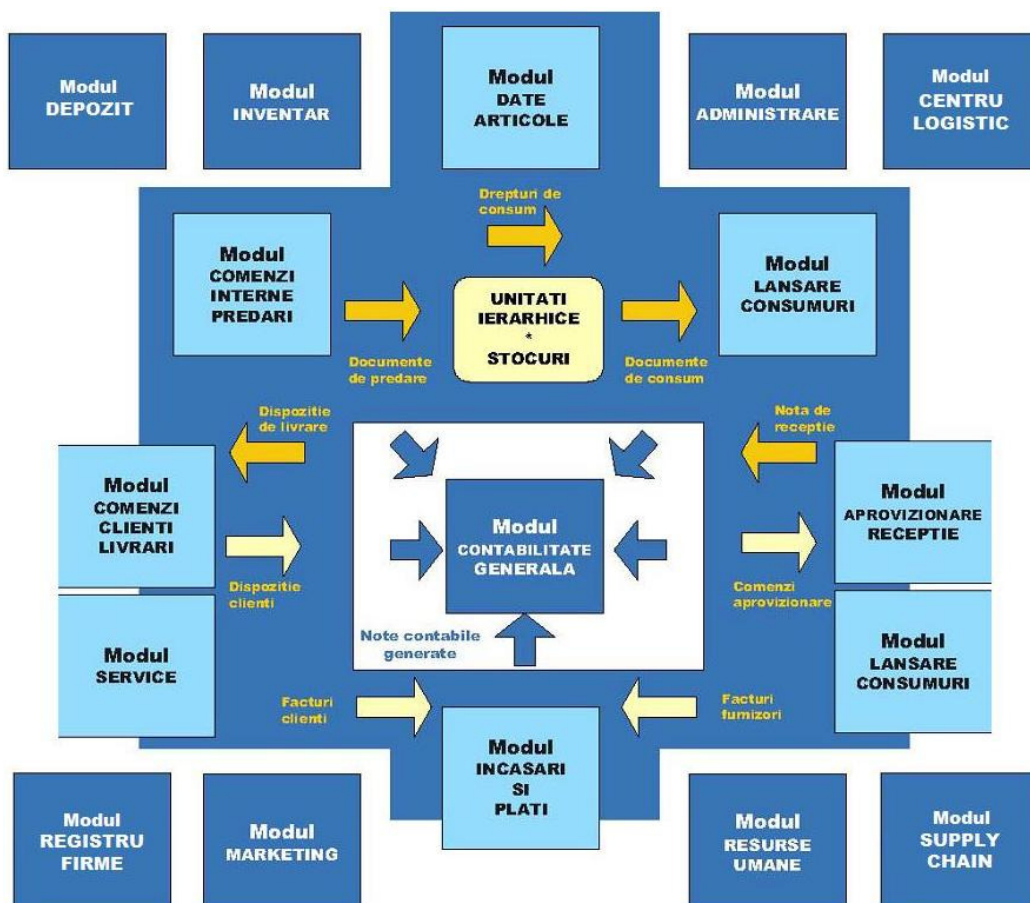 Modul
DEPOZIT
Modul
INVENTAR
Modul
DATE
ARTICOLE
Modul
ADMINISTRARE
Modul
CENTRU
LOGISTIC
Drepturi de
consum
Modul
COMENZI
INTERNE
PREDARI
UNITATI
IERARHICE
*
STOCURI
Modul
LANSARE
CONSUMURI
Documente
de predare
Documente
de consum
Dispozitie
de livrare
Nota de
receptie
Modul
COMENZI
CLIENTI
LIVRARI
Modul
CONTABILITATE
GENERALA
Modul
APROVIZIONARE
RECEPTIE
Dispozitie
clienti
Comenzi
aprovizionare
Note contabile
generate
Modul
SERVICE
Modul
LANSARE
CONSUMURI
Facturi
clienti
Facturi
furnizori
Modul
INCASARI
SI
PLATI
Modul
REGISTRU
FIRME
Modul
MARKETING
Modul
RESURSE
UMANE
Modul
SUPPLY
CHAIN